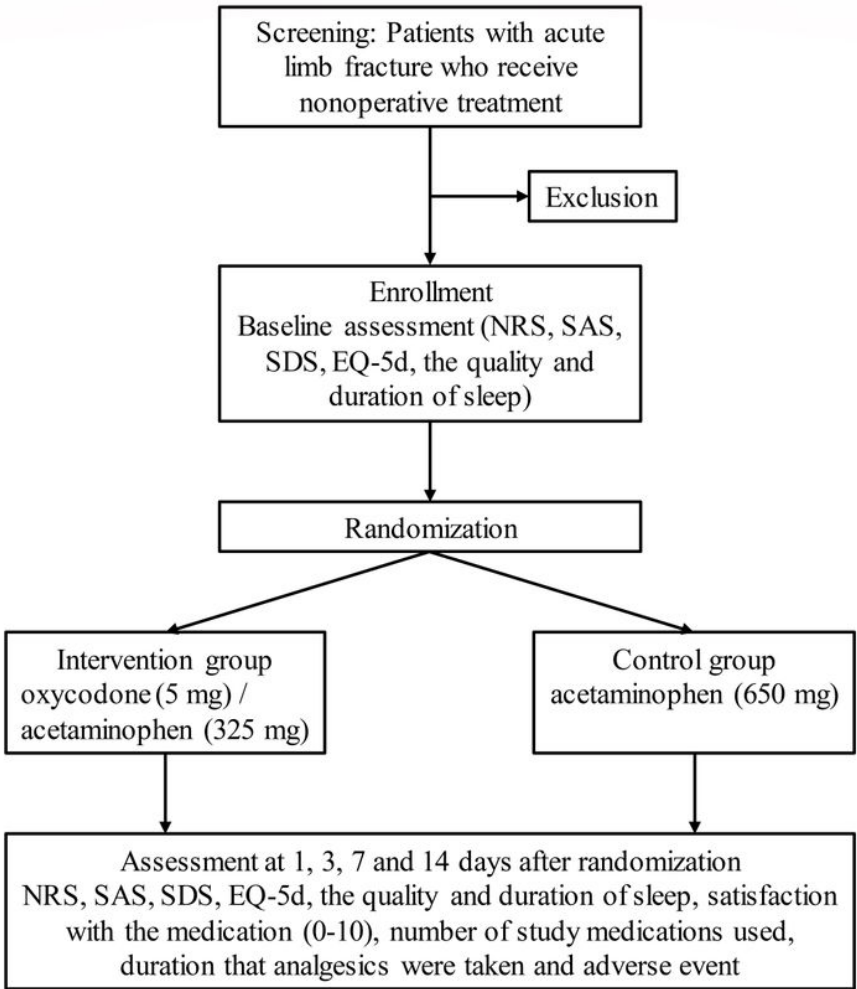 Screening: Patients with acute
limb fracture who receive
nonoperative treatment
Exclusion
Enrollment
Baseline assessment (NRS, SAS,
SDS, EQ-5d, the quality and
duration of sleep)
Randomization
Intervention group
oxycodone (5 mg) /
acetaminophen (325 mg)
Control group
acetaminophen (650 mg)
Assessment at 1, 3, 7 and 14 days after randomization
NRS, SAS, SDS, EQ-5d, the quality and duration of sleep, satisfaction
with the medication (0-10), number of study medications used,
duration that analgesics were taken and adverse event